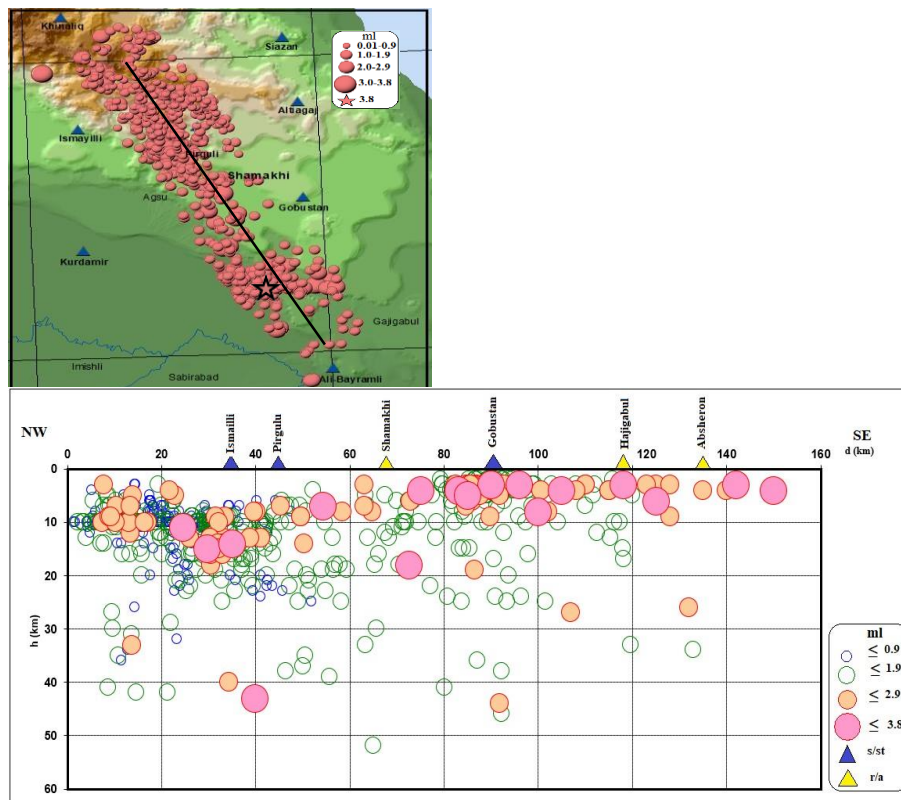 Khinaliq
Siazan
ml
0.01-0.9
1.0-1.9
2.0-2.9
3.0-3.8
3.8
Altiagaj
Ismayilli
Pirguli
Shamakhi
Agsu
Gobustan
Kurdamir
Gajigabul
Imishli
Sabirabad
Ali-Bayramli
NW
Ismailli
Pirgulu
Shamakhi
Gobustan
Hajigabul
Absheron
SE
d (km)
0 20 40 60 80 100 120 140 160
0
10
20
30
40
50
60
h (km)
ml
≤ 0.9
≤ 1.9
≤ 2.9
≤ 3.8
s/st
r/a